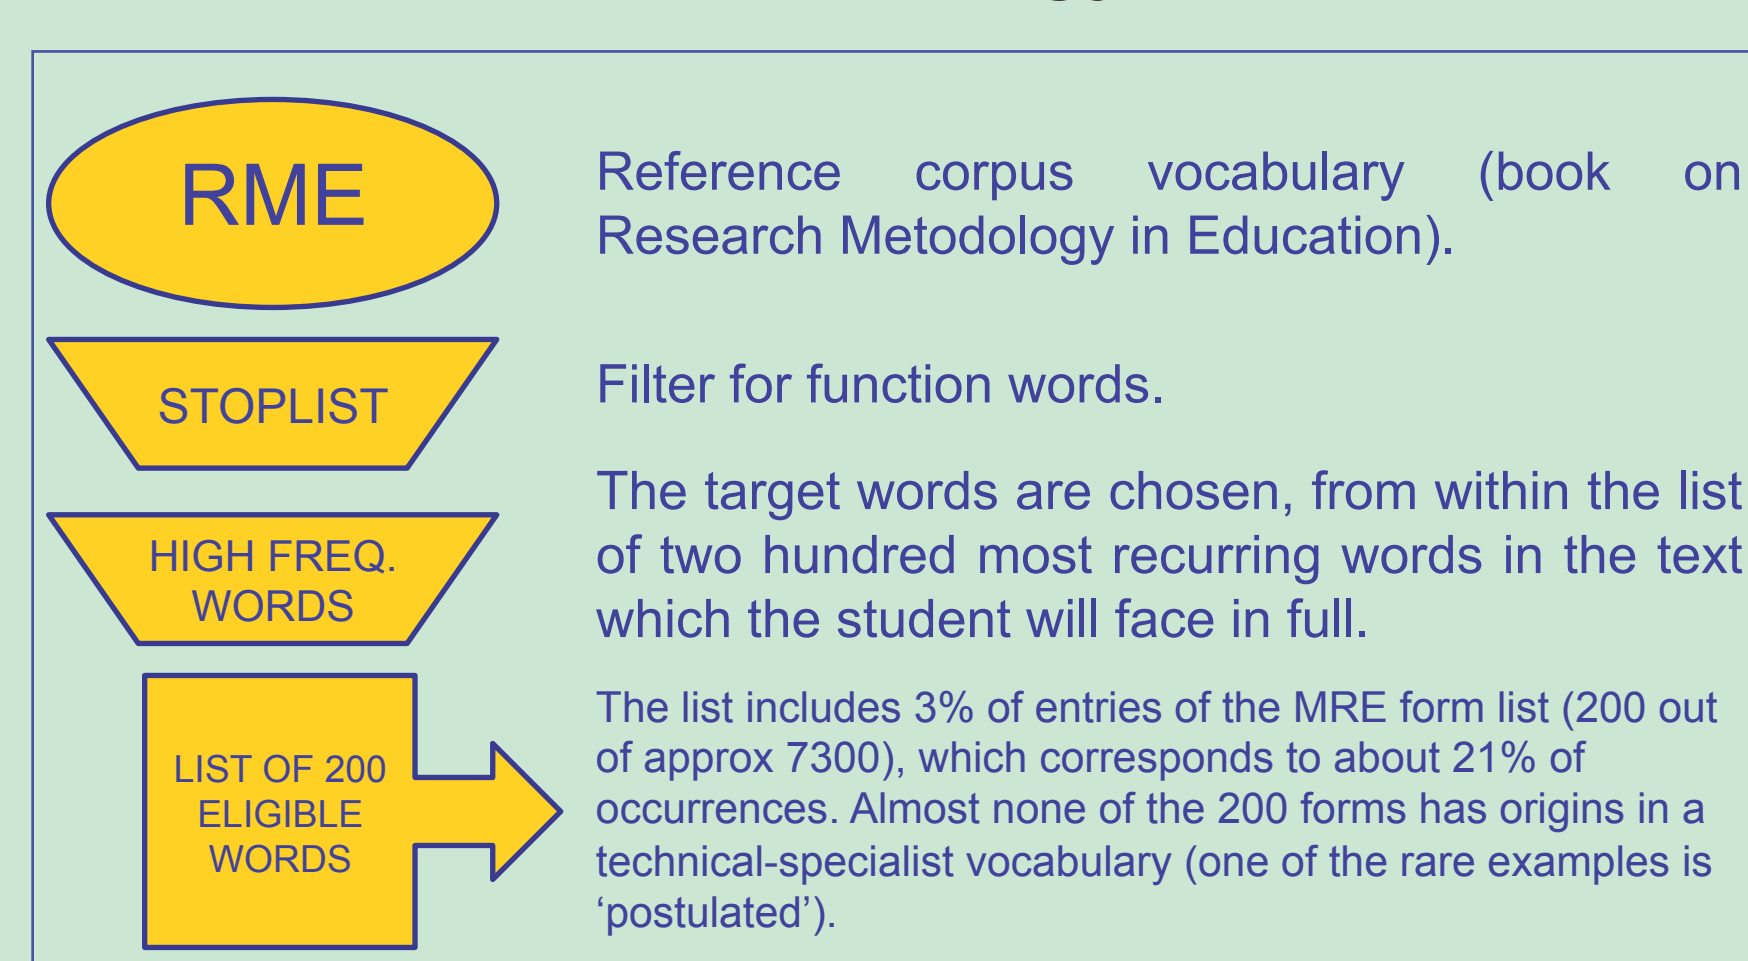 RME
Reference corpus vocabulary (book on
Research Metodology in Education).
STOPLIST
Filter for function words.
HIGH FREQ.
WORDS
The target words are chosen, from within the list
of two hundred most recurring words in the text
which the student will face in full.
LIST OF 200
ELIGIBLE
WORDS
The list includes 3% of entries of the MRE form list (200 out
of approx 7300), which corresponds to about 21% of
occurrences. Almost none of the 200 forms has origins in a
technical-specialist vocabulary (one of the rare examples is
‘postulated’).